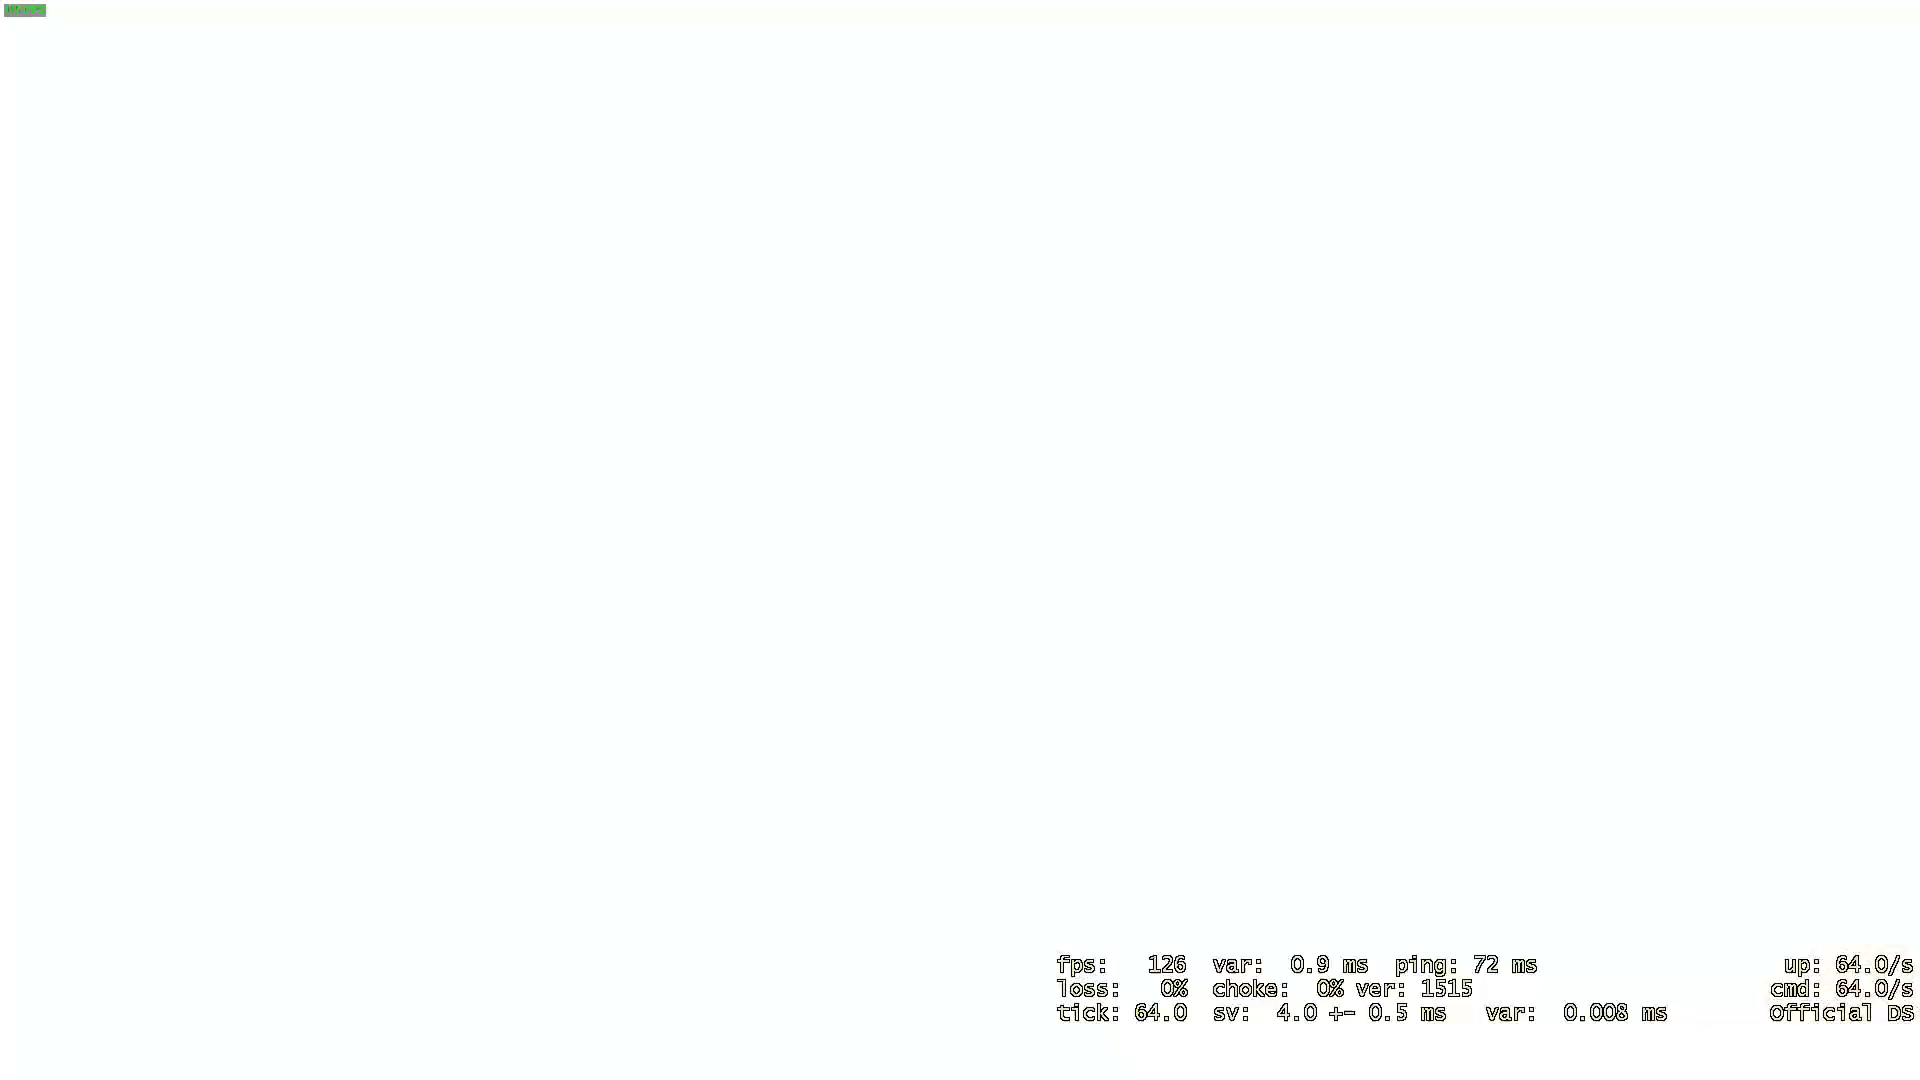 fps: 126 var: 0.9 ms ping: 72 ms up: 64.0/s
loss: 0% choke: 0% ver: 1515 cmd: 64.0/s
tick: 64.0 sv: 4.0 +- 0.5 ms var: 0.008 ms Official DS